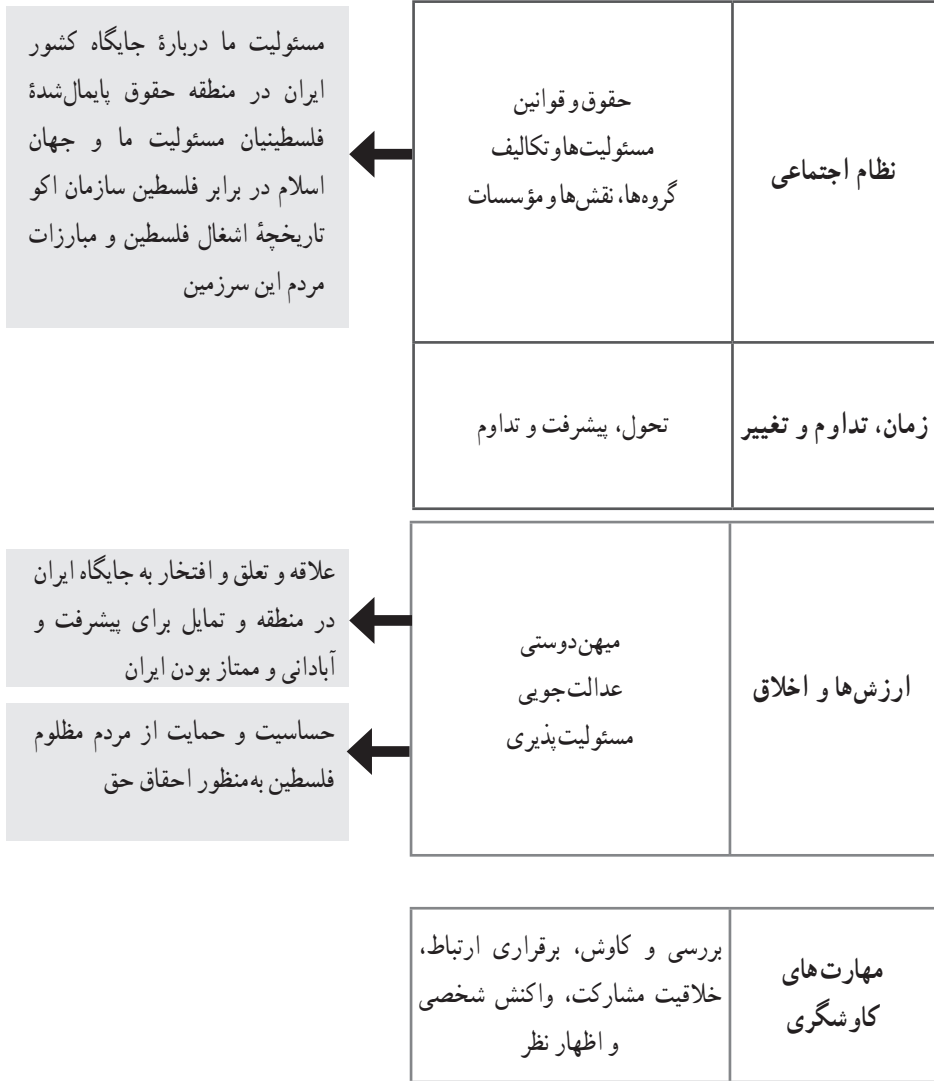 نظام اجتماعی
حقوق و قوانین
مسئولیت‌ها و تکالیف
گروه‌ها، نقش‌ها و مؤسسات
مسئولیت ما دربارهٔ جایگاه کشور
ایران در منطقه حقوق پایمال‌شدهٔ
فلسطینیان مسئولیت ما و جهان
اسلام در برابر فلسطین سازمان اکو
تاریخچهٔ اشغال فلسطین و مبارزات
مردم این سرزمین
زمان، تداوم و تغییر
تحول، پیشرفت و تداوم
ارزش‌ها و اخلاق
میهن‌دوستی
عدالت‌جویی
مسئولیت‌پذیری
علاقه و تعلق و افتخار به جایگاه ایران
در منطقه و تمایل برای پیشرفت و
آبادانی و ممتاز بودن ایران
حساسیت و حمایت از مردم مظلوم
فلسطین به‌منظور احقاق حق
مهارت‌های
کاوشگری
بررسی و کاوش، برقراری ارتباط،
خلاقیت مشارکت، واکنش شخصی
و اظهار نظر